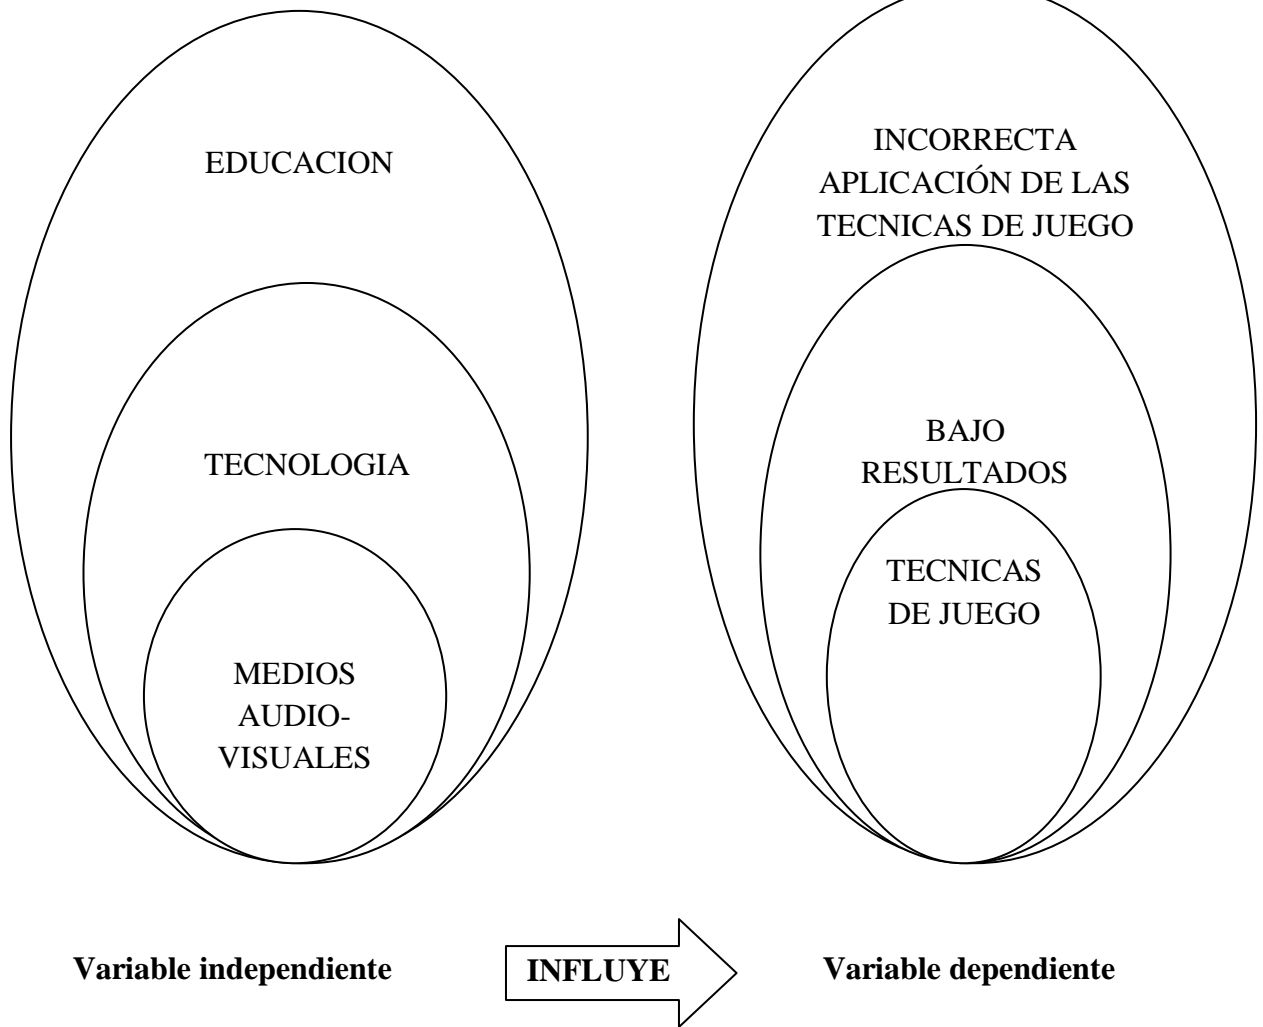 EDUCACION
TECNOLOGIA
MEDIOS
AUDIO-
VISUALES
INCORRECTA
APLICACIÓN DE LAS
TECNICAS DE JUEGO
BAJO
RESULTADOS
TECNICAS
DE JUEGO
Variable independiente
INFLUYE
Variable dependiente